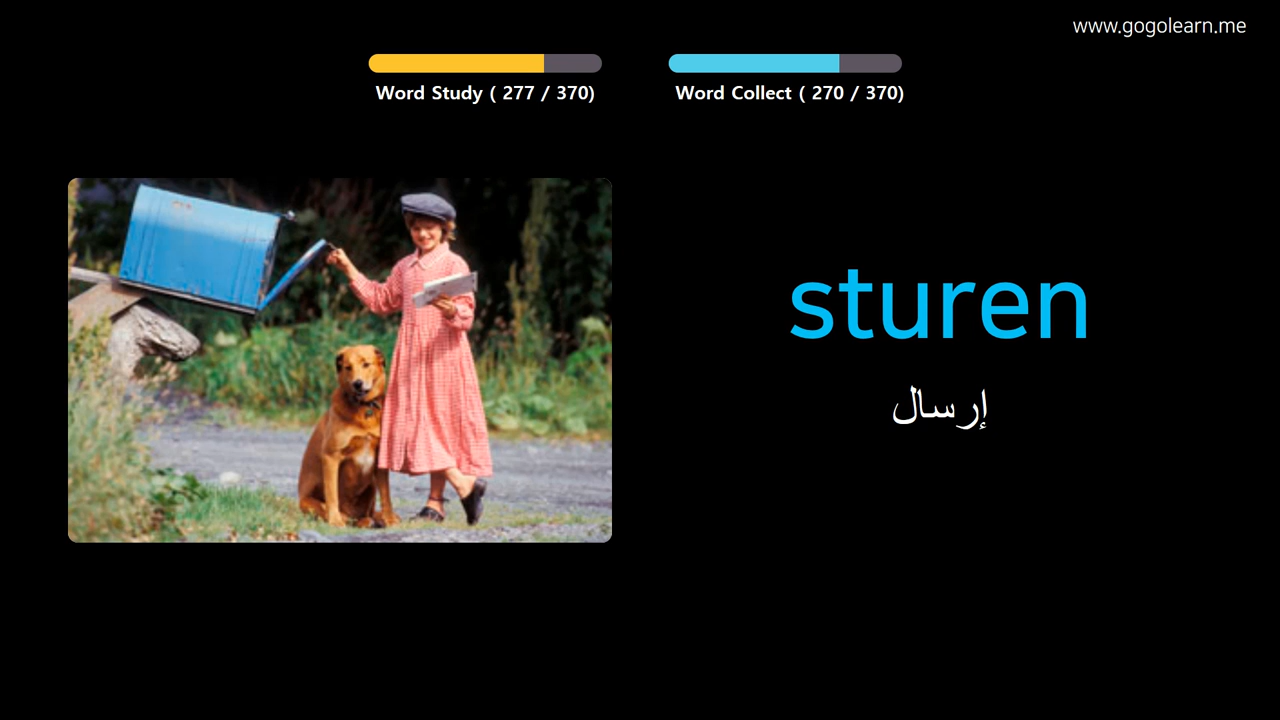 www.gogolearn.me
Word Study ( 277 / 370)
Word Collect ( 270 / 370)
sturen
إرسال